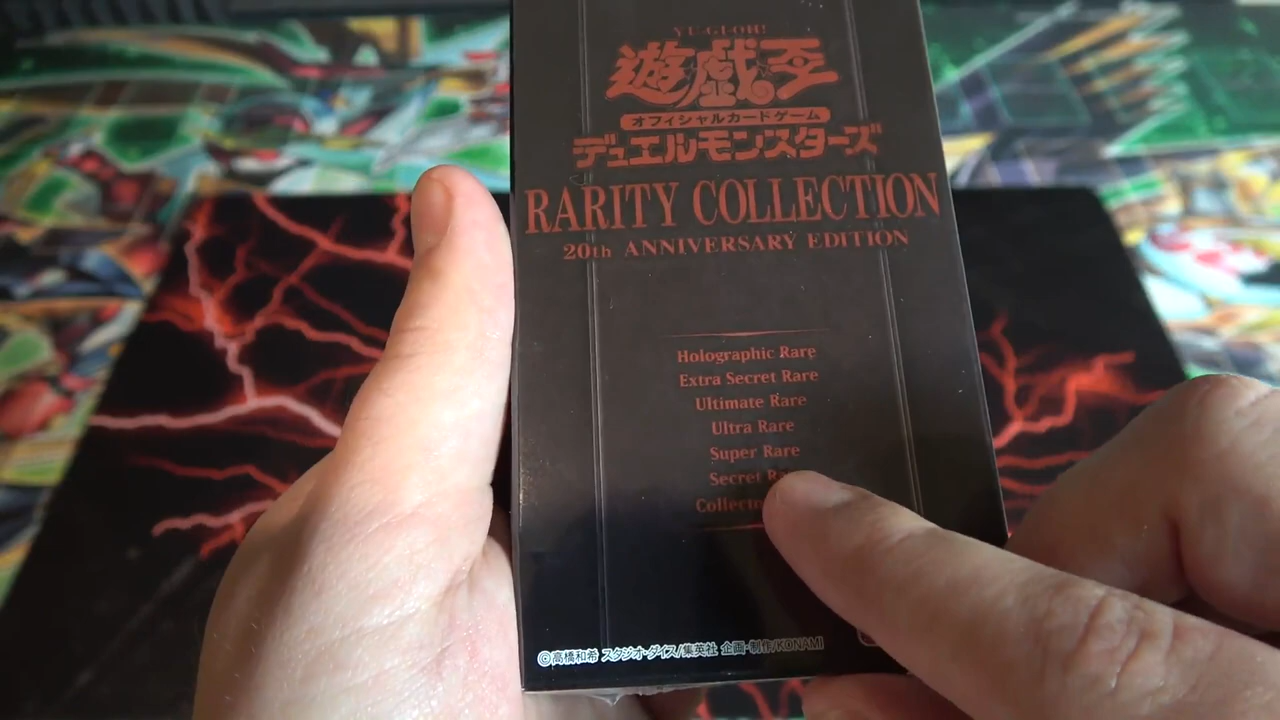 YU-GI-OH!
遊戯王
オフィシャルカードゲーム
デュエルモンスターズ
RARITY COLLECTION
20th ANNIVERSARY EDITION
Holographic Rare
Extra Secret Rare
Ultimate Rare
Ultra Rare
Super Rare
Secret
©高橋和希 スタジオ・ダイス/集英社 企画・制作/KONAMI